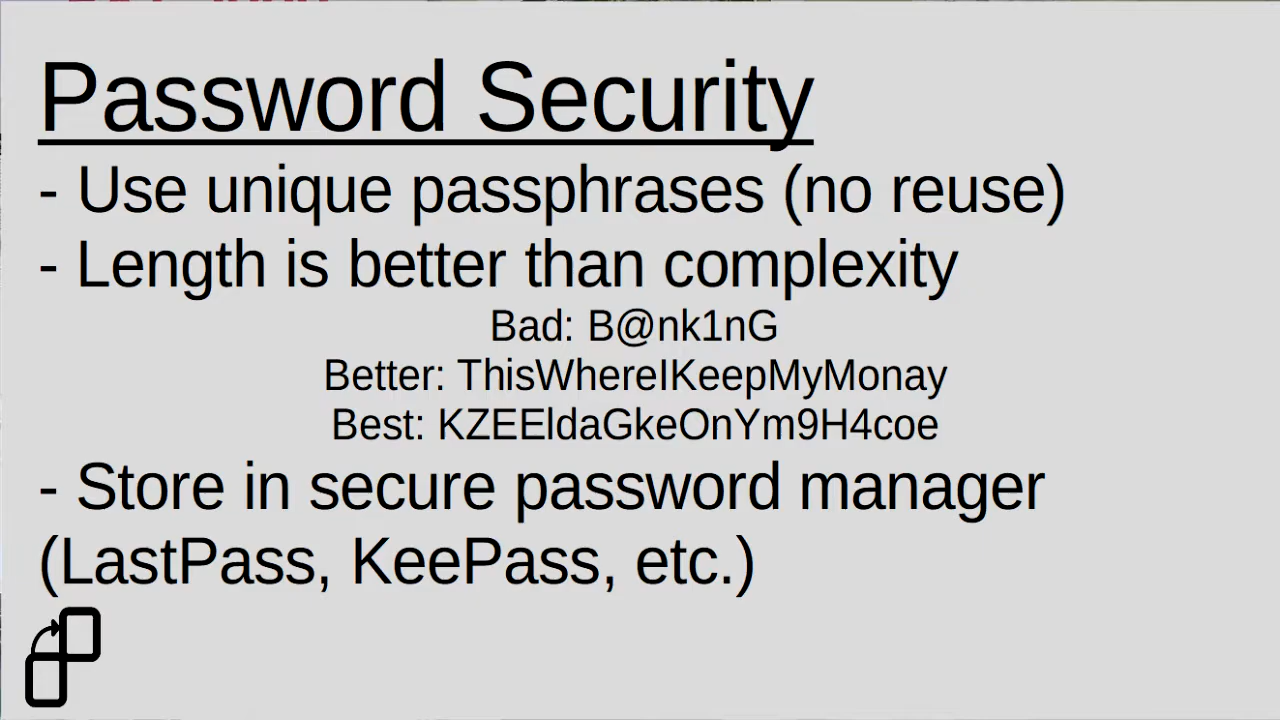 Password Security
- Use unique passphrases (no reuse)
- Length is better than complexity
Bad: B@nk1nG
Better: ThisWhereIKeepMyMonay
Best: KZEEldaGkeOnYm9H4coe
- Store in secure password manager
(LastPass, KeePass, etc.)